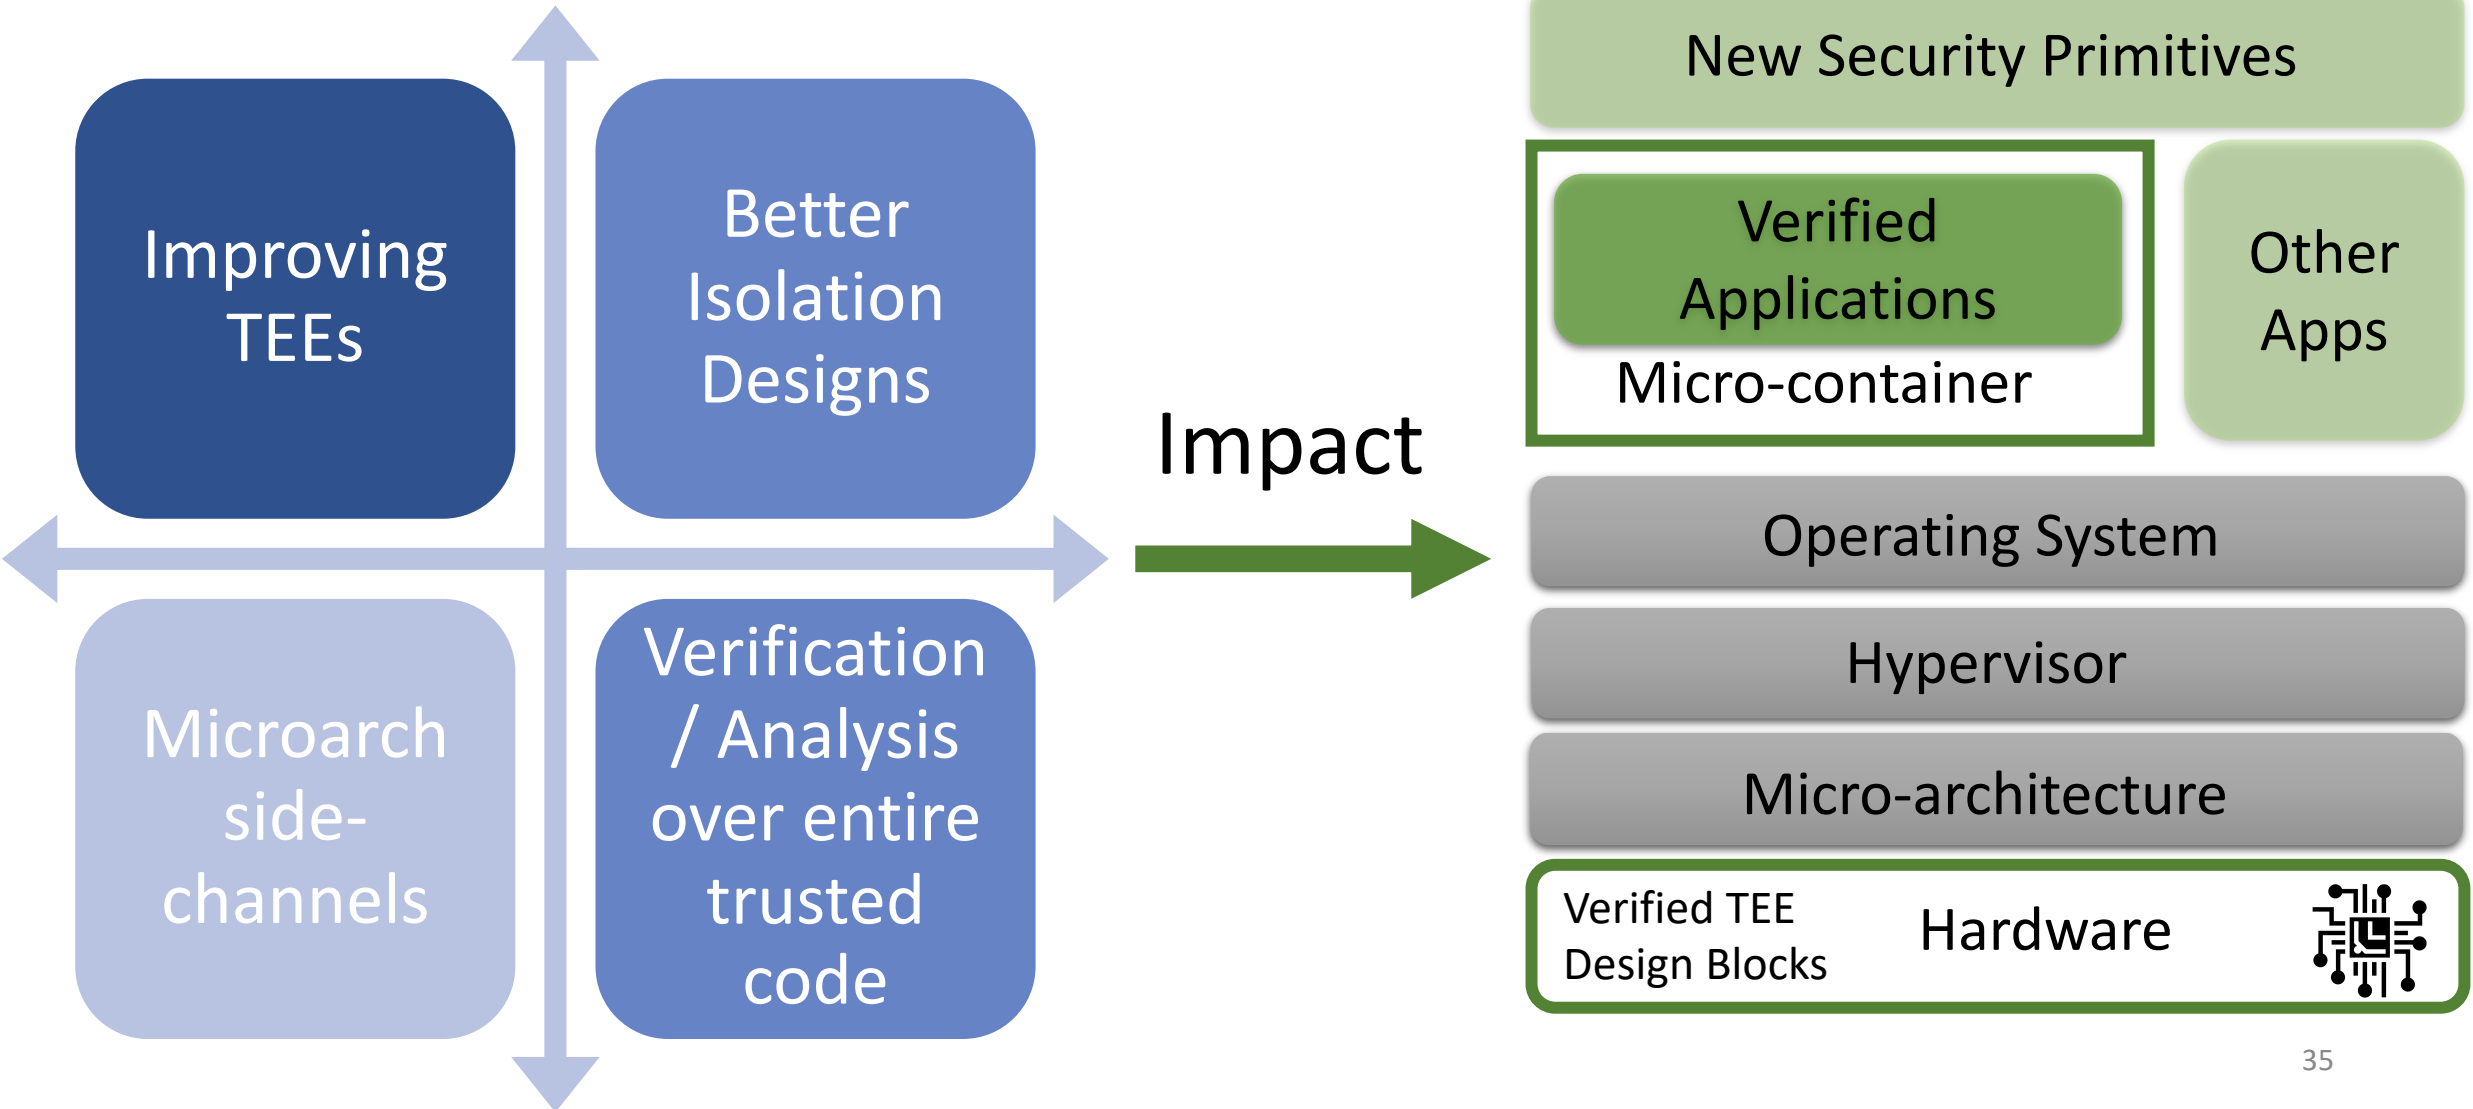 Improving
TEEs
Better
Isolation
Designs
Microarch
side-
channels
Verification
/ Analysis
over entire
trusted
code
Impact
New Security Primitives
Verified
Applications
Micro-container
Other
Apps
Operating System
Hypervisor
Micro-architecture
Verified TEE
Design Blocks
Hardware
35